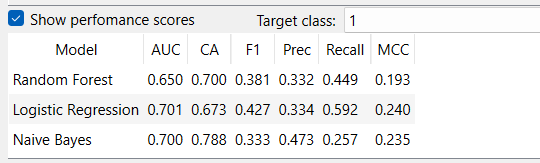 Show perfomance scores Target class: 1
Model AUC CA F1 Prec Recall MCC
Random Forest 0.650 0.700 0.381 0.332 0.449 0.193
Logistic Regression 0.701 0.673 0.427 0.334 0.592 0.240
Naive Bayes 0.700 0.788 0.333 0.473 0.257 0.235